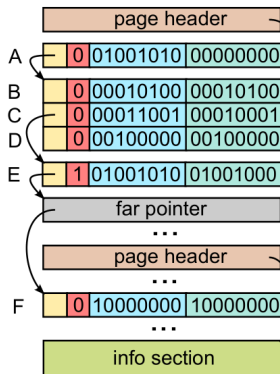 page header
A 0 01001010 00000000
B 0 00010100 00010100
C 0 00011001 00010001
D 0 00100000 00100000
E 1 01001010 01001000
far pointer
...
page header
...
F 0 10000000 10000000
...
info section